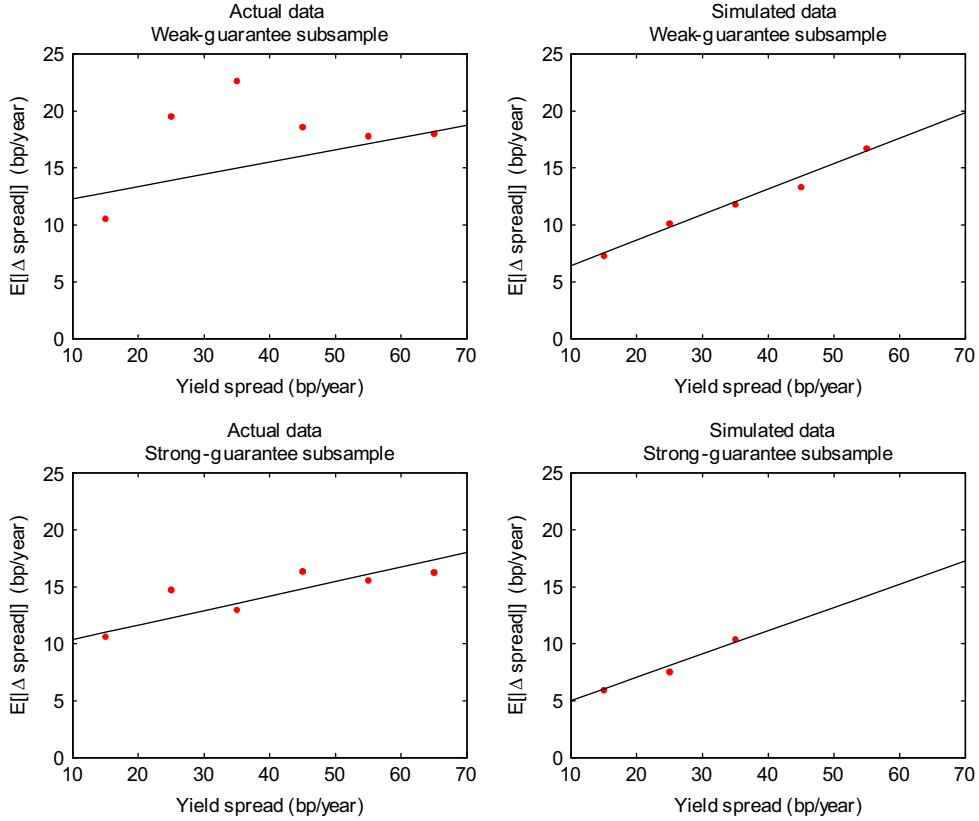 Actual data
Weak-guarantee subsample
25
20
15
10
5
0
E[|Δ spread|] (bp/year)
10 20 30 40 50 60 70
Yield spread (bp/year)
Simulated data
Weak-guarantee subsample
25
20
15
10
5
0
E[|Δ spread|] (bp/year)
10 20 30 40 50 60 70
Yield spread (bp/year)
Actual data
Strong-guarantee subsample
25
20
15
10
5
0
E[|Δ spread|] (bp/year)
10 20 30 40 50 60 70
Yield spread (bp/year)
Simulated data
Strong-guarantee subsample
25
20
15
10
5
0
E[|Δ spread|] (bp/year)
10 20 30 40 50 60 70
Yield spread (bp/year)